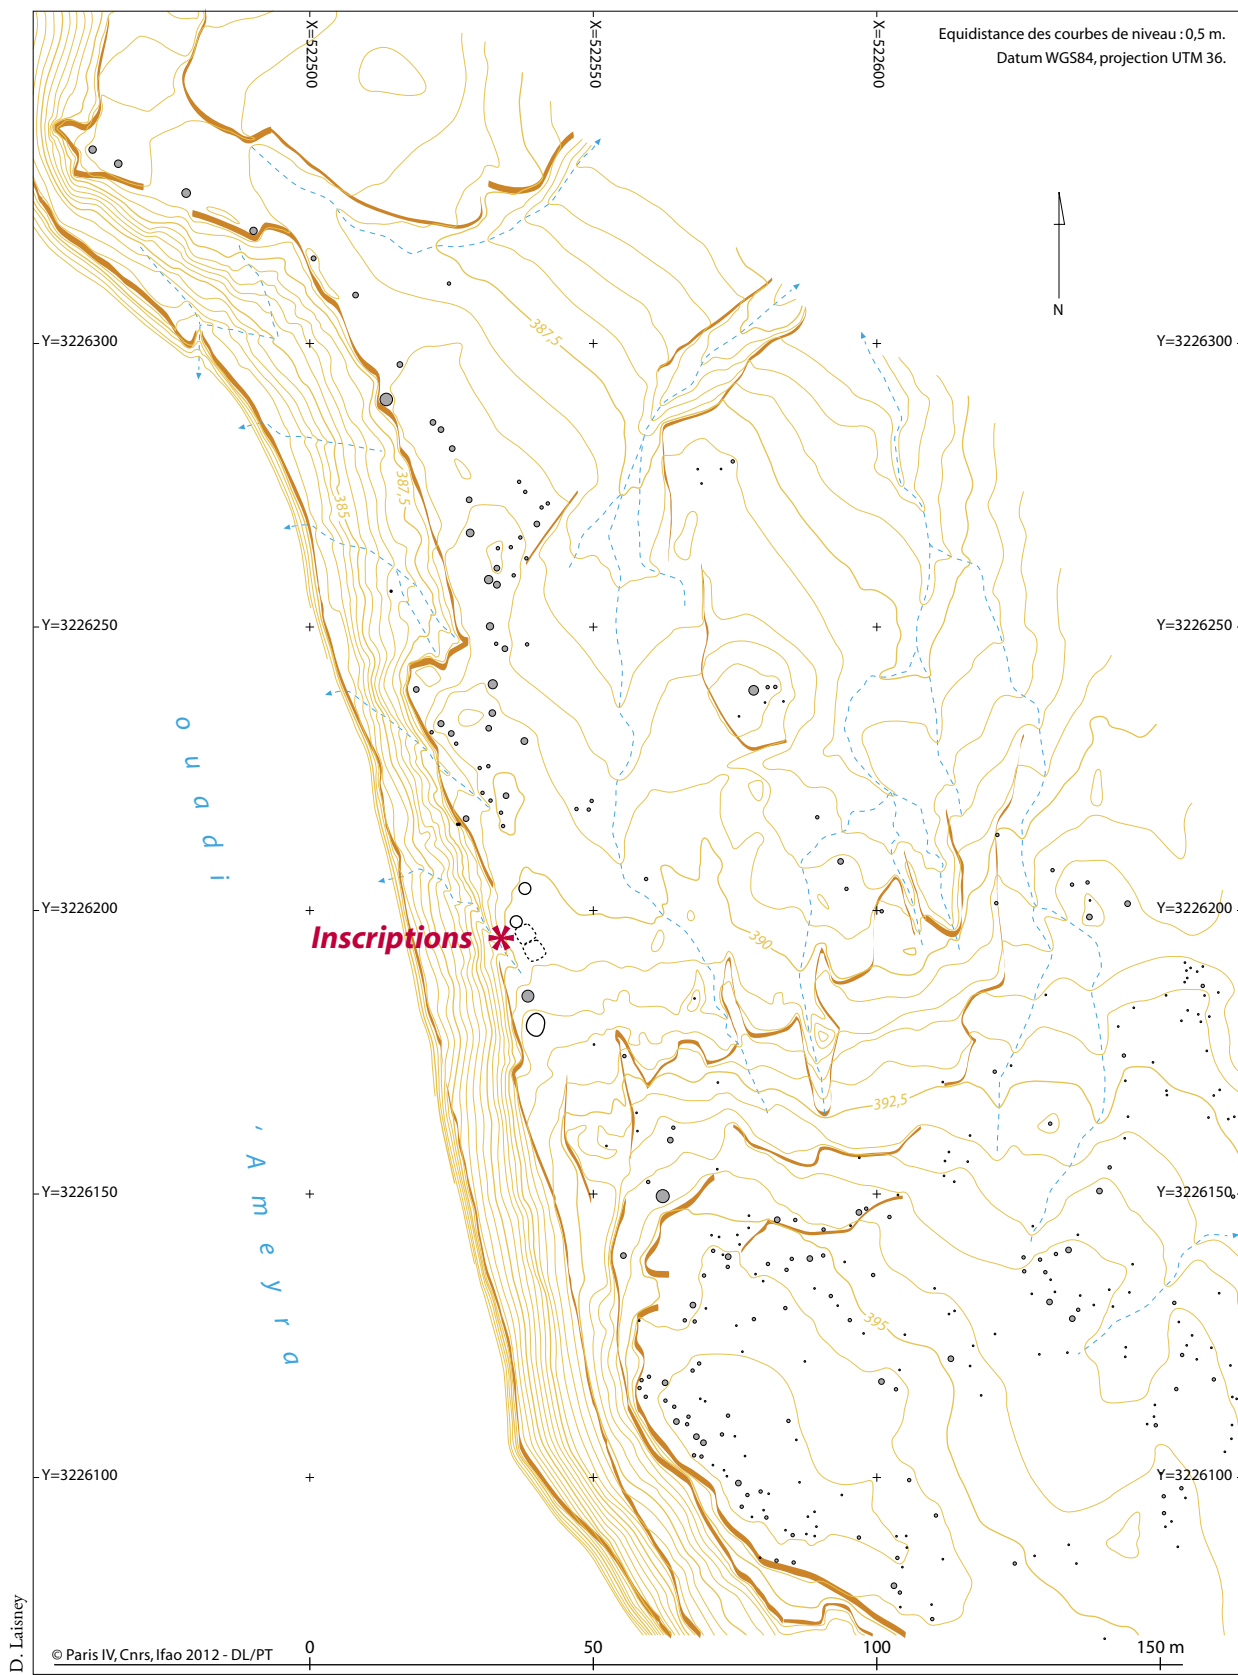 X=522500
X=522550
X=522600
Equidistance des courbes de niveau : 0,5 m.
Datum WGS84, projection UTM 36.
N
Y=3226300
387,5
Y=3226300
387,5
385
Y=3226250
Y=3226250
ouadi
Y=3226200
Inscriptions *
390
Y=3226200
392,5
'Ameyra
Y=3226150
Y=3226150
395
Y=3226100
Y=3226100
D. Laisney
© Paris IV, Cnrs, Ifao 2012 - DL/PT
0
50
100
150 m